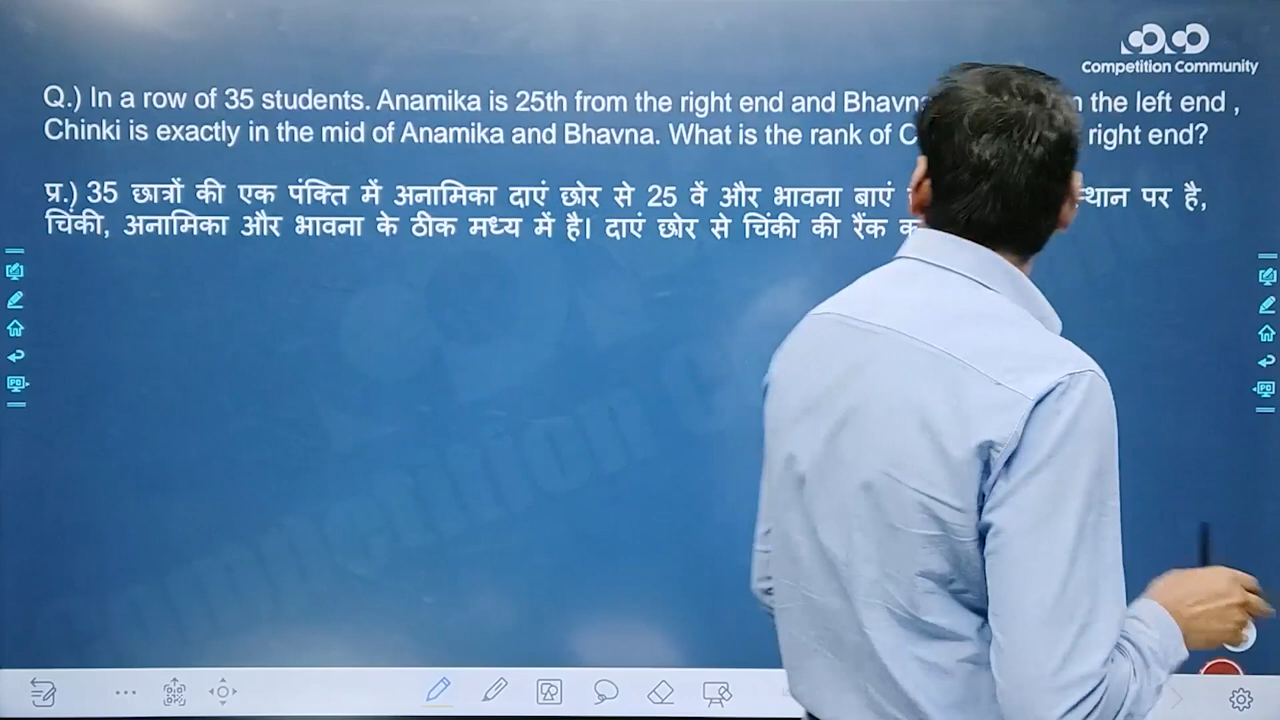 Competition Community
Q.) In a row of 35 students. Anamika is 25th from the right end and Bhavna the left end ,
Chinki is exactly in the mid of Anamika and Bhavna. What is the rank of right end?
प्र.) 35 छात्रों की एक पंक्ति में अनामिका दाएं छोर से 25 वें और भावना बाएं पर है,
चिंकी, अनामिका और भावना के ठीक मध्य में है। दाएं छोर से चिंकी की रैंक